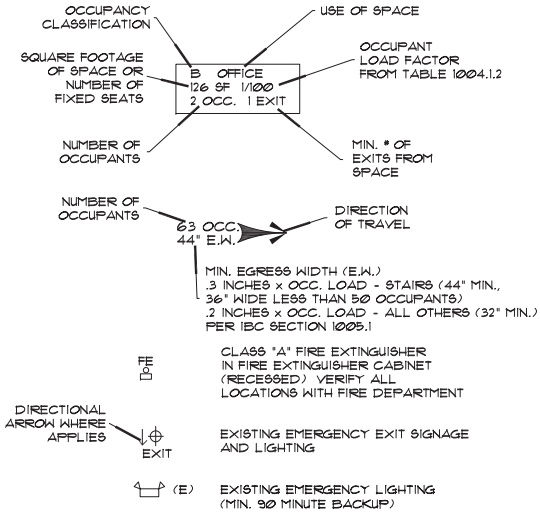 OCCUPANCY
CLASSIFICATION
USE OF SPACE
SQUARE FOOTAGE
OF SPACE OR
NUMBER OF
FIXED SEATS
B OFFICE
126 SF 1/100
2 OCC. 1 EXIT
OCCUPANT
LOAD FACTOR
FROM TABLE 1004.1.2
NUMBER OF
OCCUPANTS
MIN. # OF
EXITS FROM
SPACE
NUMBER OF
OCCUPANTS
63 OCC.
44" E.W.
DIRECTION
OF TRAVEL
MIN. EGRESS WIDTH (E.W.)
.3 INCHES x OCC. LOAD - STAIRS (44" MIN.,
36" WIDE LESS THAN 50 OCCUPANTS)
.2 INCHES x OCC. LOAD - ALL OTHERS (32" MIN.)
PER IBC SECTION 1005.1
FE
CLASS "A" FIRE EXTINGUISHER
IN FIRE EXTINGUISHER CABINET
(RECESSED) VERIFY ALL
LOCATIONS WITH FIRE DEPARTMENT
DIRECTIONAL
ARROW WHERE
APPLIES
EXIT
EXISTING EMERGENCY EXIT SIGNAGE
AND LIGHTING
(E)
EXISTING EMERGENCY LIGHTING
(MIN. 90 MINUTE BACKUP)